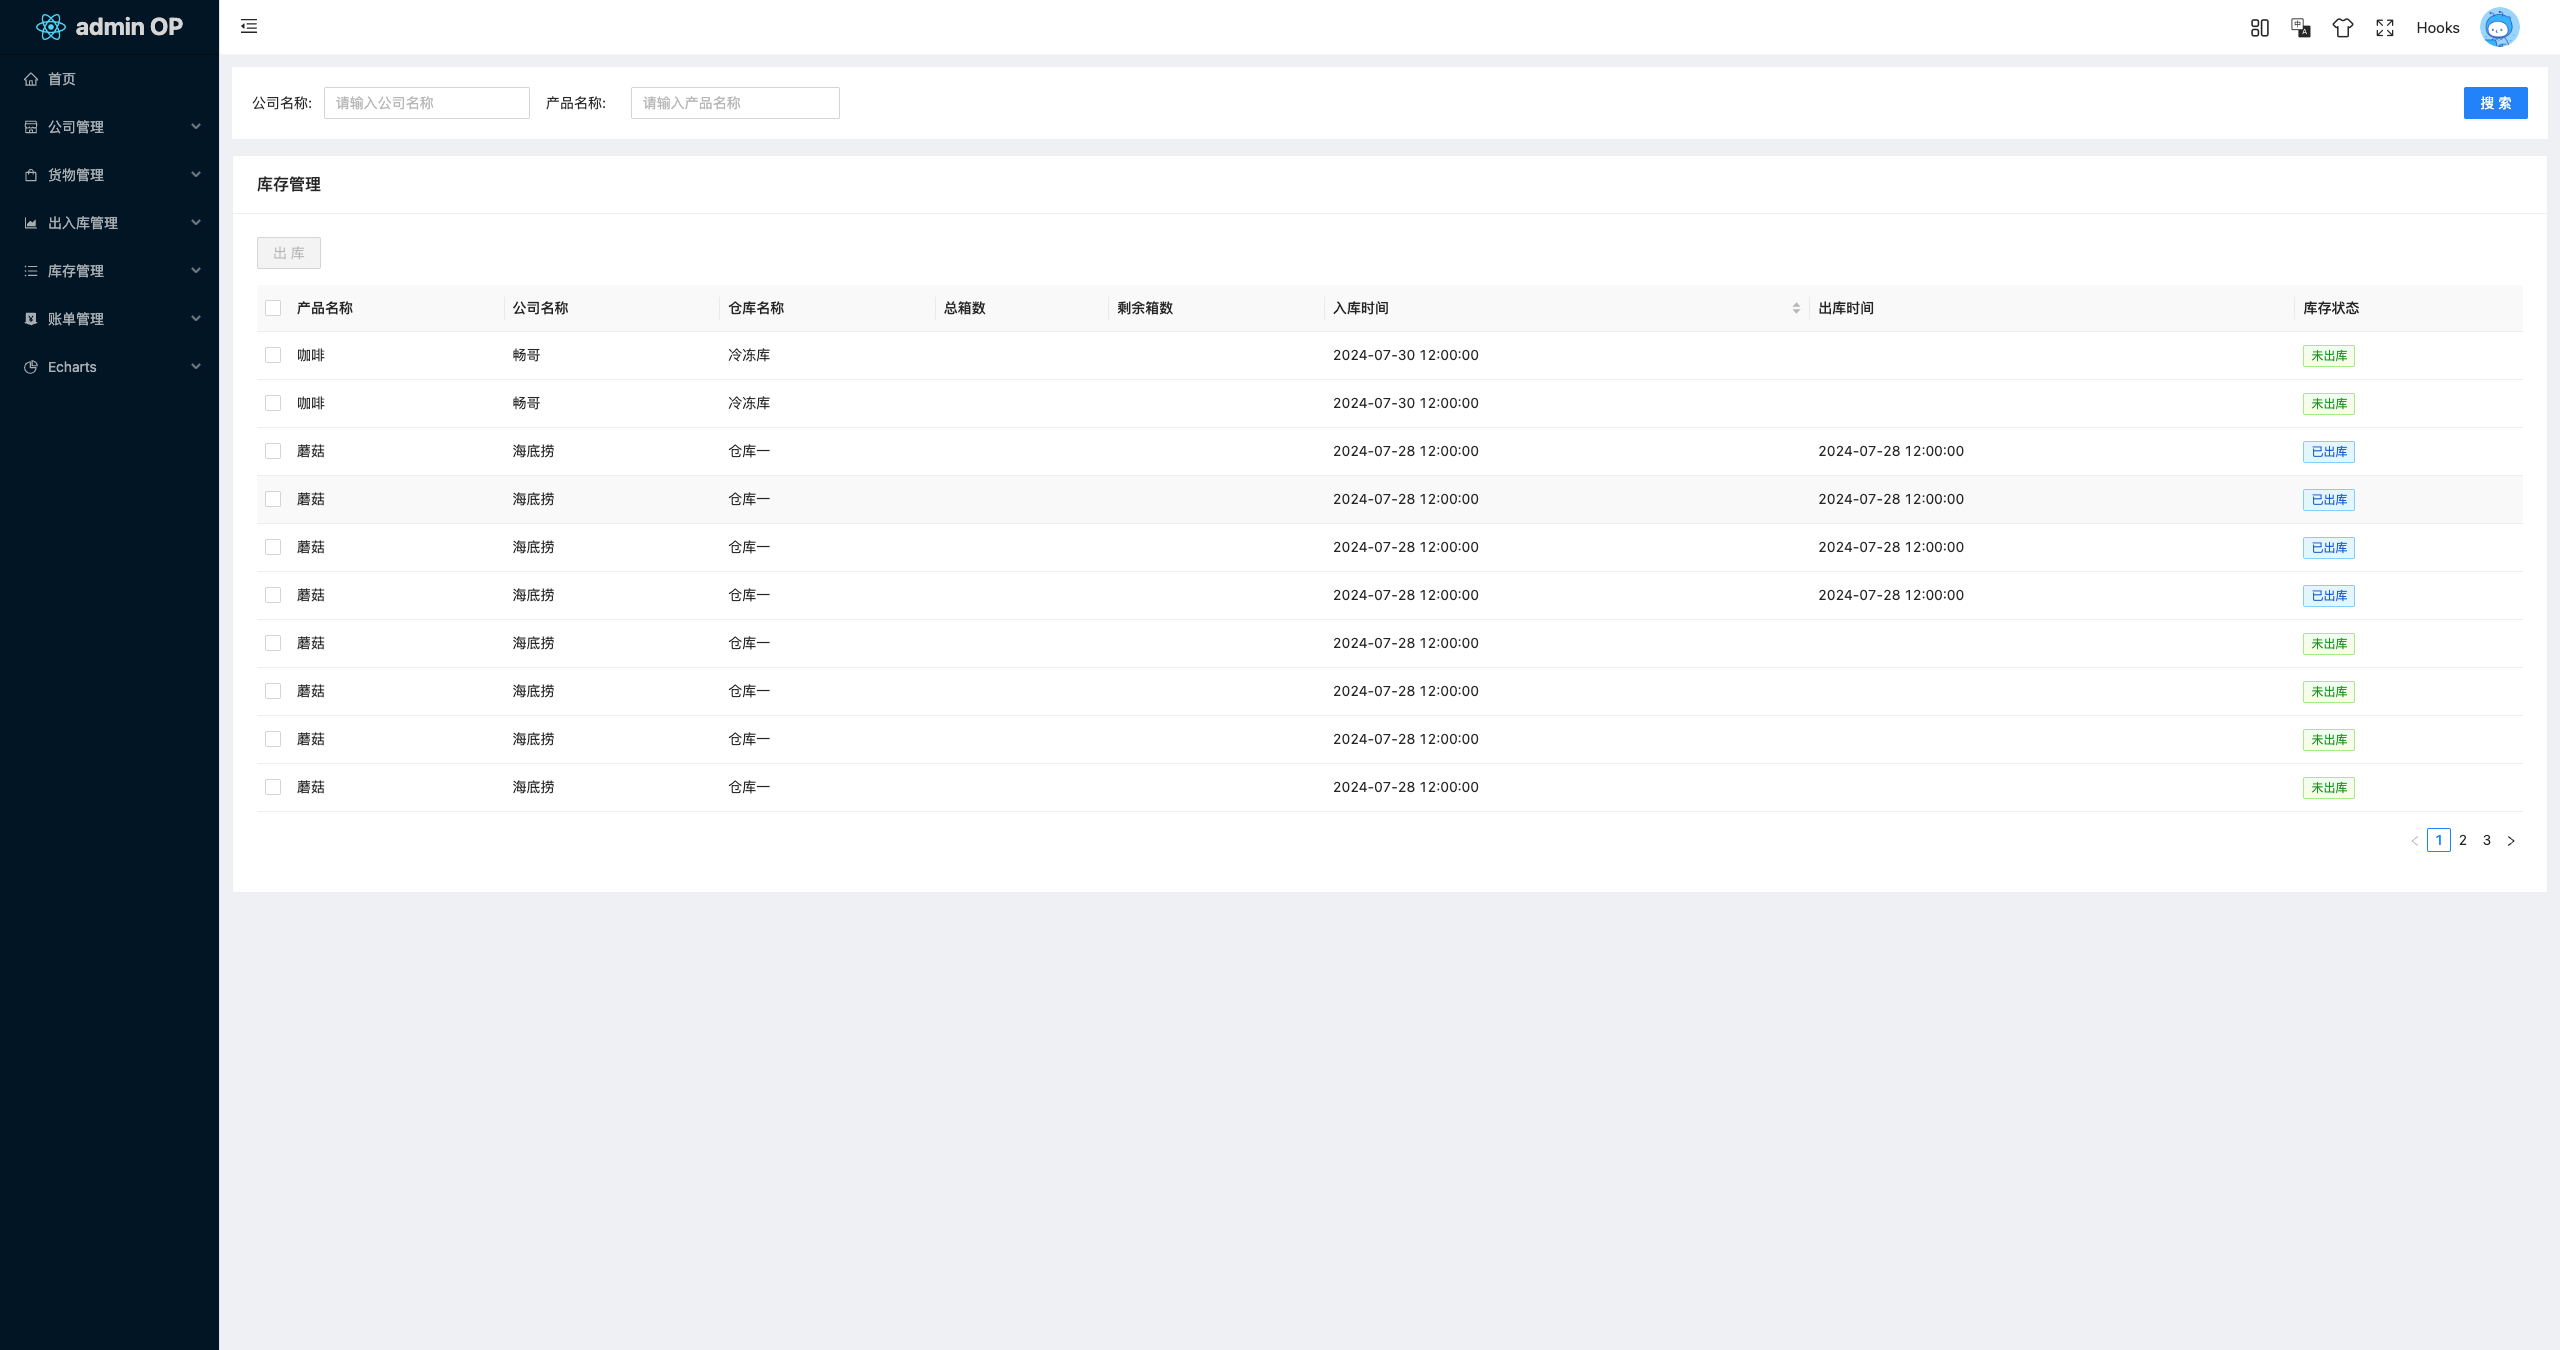 admin OP
Hooks
首页
公司管理
货物管理
出入库管理
库存管理
账单管理
Echarts
公司名称: 请输入公司名称 产品名称: 请输入产品名称 搜 索
库存管理
出 库
产品名称 公司名称 仓库名称 总箱数 剩余箱数 入库时间 出库时间 库存状态
咖啡 畅哥 冷冻库 2024-07-30 12:00:00 未出库
咖啡 畅哥 冷冻库 2024-07-30 12:00:00 未出库
蘑菇 海底捞 仓库一 2024-07-28 12:00:00 2024-07-28 12:00:00 已出库
蘑菇 海底捞 仓库一 2024-07-28 12:00:00 2024-07-28 12:00:00 已出库
蘑菇 海底捞 仓库一 2024-07-28 12:00:00 2024-07-28 12:00:00 已出库
蘑菇 海底捞 仓库一 2024-07-28 12:00:00 2024-07-28 12:00:00 已出库
蘑菇 海底捞 仓库一 2024-07-28 12:00:00 未出库
蘑菇 海底捞 仓库一 2024-07-28 12:00:00 未出库
蘑菇 海底捞 仓库一 2024-07-28 12:00:00 未出库
蘑菇 海底捞 仓库一 2024-07-28 12:00:00 未出库
1 2 3